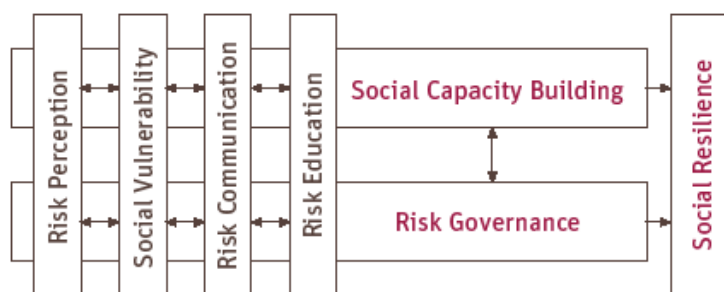 Risk Perception
Social Vulnerability
Risk Communication
Risk Education
Social Capacity Building
Risk Governance
Social Resilience